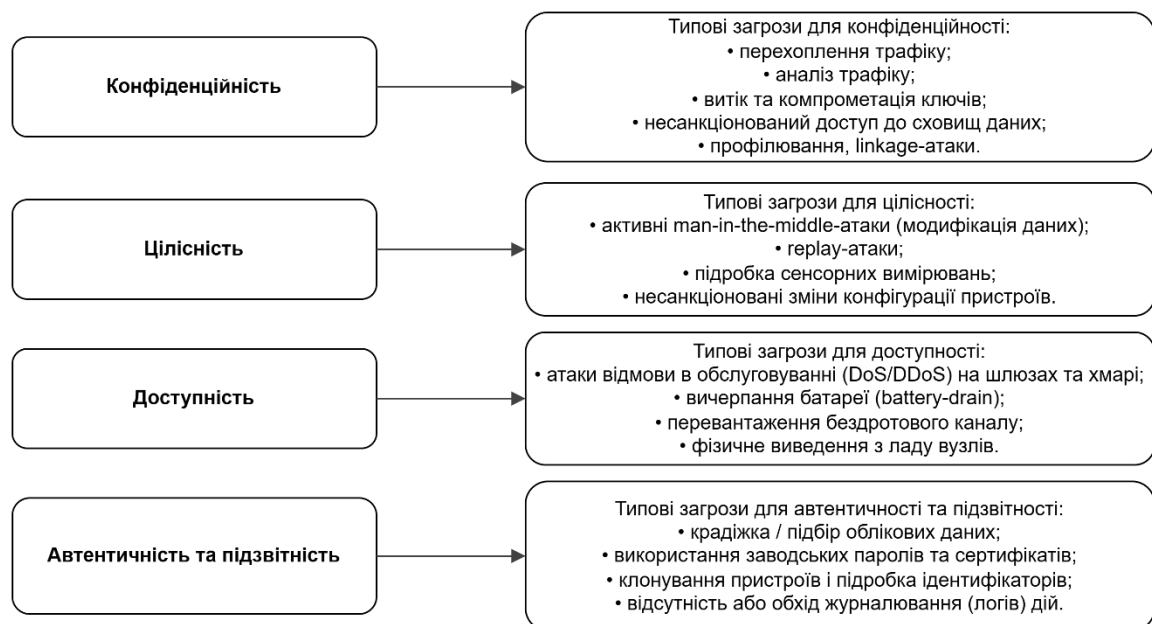 Конфіденційність
Типові загрози для конфіденційності:
• перехоплення трафіку;
• аналіз трафіку;
• витік та компрометація ключів;
• несанкціонований доступ до сховищ даних;
• профілювання, linkage-атаки.
Цілісність
Типові загрози для цілісності:
• активні man-in-the-middle-атаки (модифікація даних);
• replay-атаки;
• підробка сенсорних вимірювань;
• несанкціоновані зміни конфігурації пристроїв.
Доступність
Типові загрози для доступності:
• атаки відмови в обслуговуванні (DoS/DDoS) на шлюзах та хмарі;
• вичерпання батареї (battery-drain);
• перевантаження бездротового каналу;
• фізичне виведення з ладу вузлів.
Автентичність та підзвітність
Типові загрози для автентичності та підзвітності:
• крадіжка / підбір облікових даних;
• використання заводських паролів та сертифікатів;
• клонування пристроїв і підробка ідентифікаторів;
• відсутність або обхід журналювання (логів) дій.